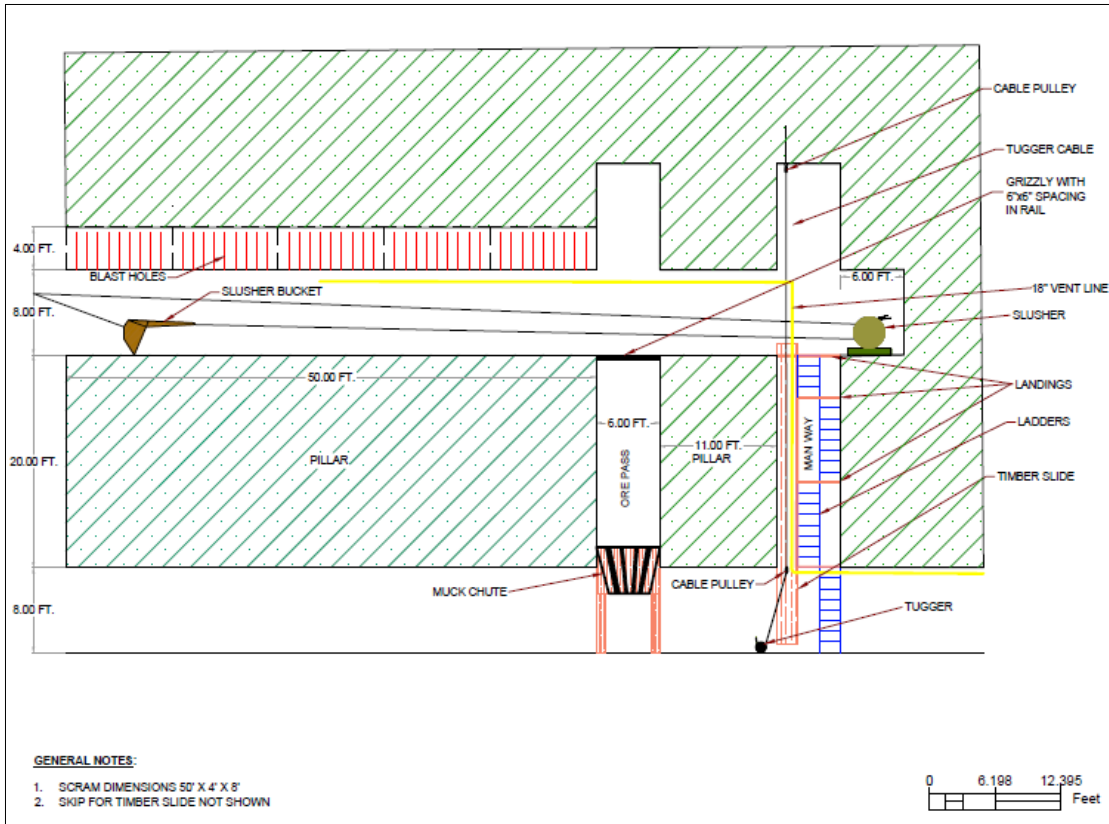 CABLE PULLEY
TUGGER CABLE
GRIZZLY WITH
6"x6" SPACING
IN RAIL
4.00 FT.
BLAST HOLES
6.00 FT.
SLUSHER BUCKET
18" VENT LINE
8.00 FT.
SLUSHER
50.00 FT.
LANDINGS
6.00 FT.
LADDERS
11.00 FT.
PILLAR
MAN WAY
20.00 FT.
PILLAR
ORE PASS
TIMBER SLIDE
MUCK CHUTE
CABLE PULLEY
8.00 FT.
TUGGER
GENERAL NOTES:
1. SCRAM DIMENSIONS 50' X 4' X 8'
2. SKIP FOR TIMBER SLIDE NOT SHOWN
0 6.198 12.395
Feet